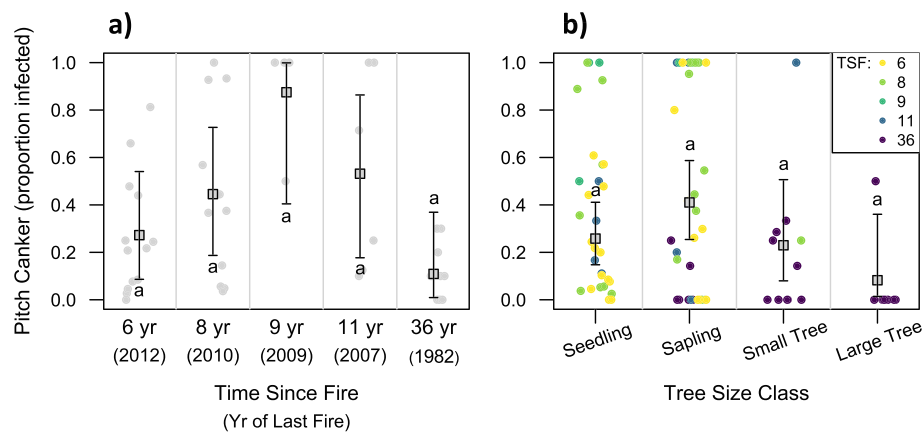 a)
Pitch Canker (proportion infected)
1.0
0.8
0.6
0.4
0.2
0.0
a
a
a
a
a
6 yr 8 yr 9 yr 11 yr 36 yr
(2012) (2010) (2009) (2007) (1982)
Time Since Fire
(Yr of Last Fire)
b)
1.0
0.8
0.6
0.4
0.2
0.0
TSF:
6
8
9
11
36
a
a
a
a
Seedling
Sapling
Small Tree
Large Tree
Tree Size Class